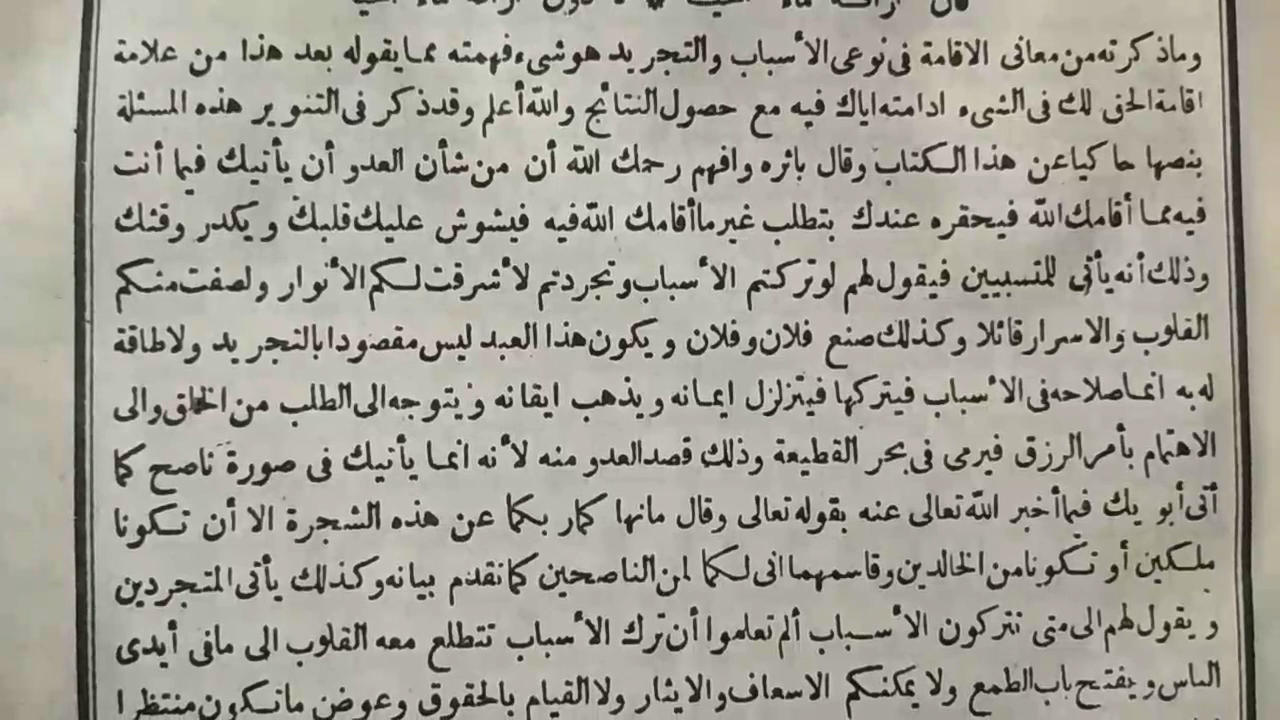 وماذكرته من معانى الاقامة فى نوعى الأسباب والتجريد هو شىء فهمته مما يقوله بعد هذا من علامة
اقامة الحق لك فى الشىء ادامته اياك فيه مع حصول النتائج والله أعلم وقد ذكر فى التنوير هذه المسئلة
بنصها حاكيا عن هذا الكتاب وقال باثره وافهم رحمك الله أن من شأن العدو أن يأتيك فيما أنت
فيه مما أقامك الله فيحقره عندك بتطلب غير ما أقامك الله فيه فيشوش عليك قلبك ويكدر وقتك
وذلك أنه يأتى للمتسببين فيقول لهم لو تركتم الأسباب وتجردتم لأشرقت لكم الأنوار ولصفت منكم
القلوب والاسرار قائلا وكذلك صنع فلان وفلان ويكون هذا العبد ليس مقصودا بالتجريد ولا طاقة
له به انما صلاحه فى الأسباب فيتركها فيتزلزل ايمانه ويذهب ايقانه ويتوجه الى الطلب من الخلق والى
الاهتمام بأمر الرزق فيرمى فى بحر القطيعة وذلك قصد العدو منه لأنه انما يأتيك فى صورة ناصح كما
أتى أبويك فيما أخبر الله تعالى عنه بقوله تعالى وقال مانها كما ربكما عن هذه الشجرة الا أن تكونا
ملكين أو تكونا من الخالدين وقاسمهما انى لكما لمن الناصحين كما تقدم بيانه وكذلك يأتى المتجردين
ويقول لهم الى متى تتركون الأسباب ألم تعلموا أن ترك الأسباب تتطلع معه القلوب الى مافى أيدى
الناس ويفتح باب الطمع ولا يمكنكم الاسعاف والايثار ولا القيام بالحقوق وعوض ما تكون منتظرا